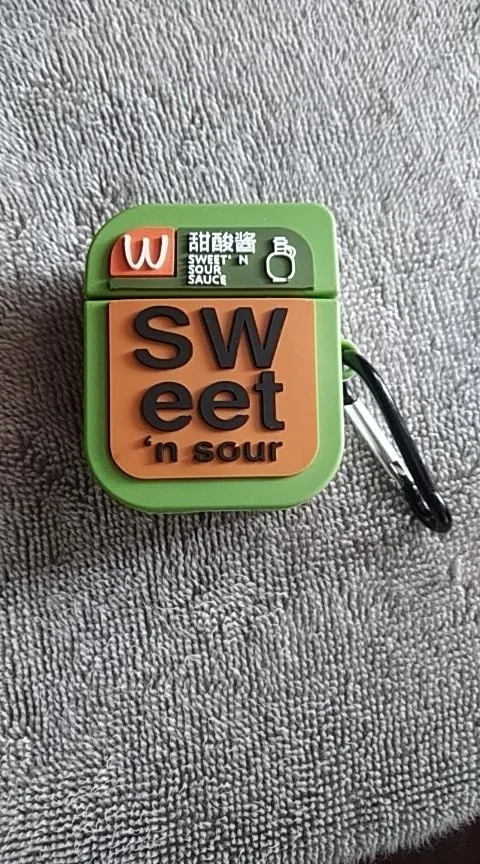 W
甜酸酱
SWEET' N
SOUR
SAUCE
sw
eet
'n sour